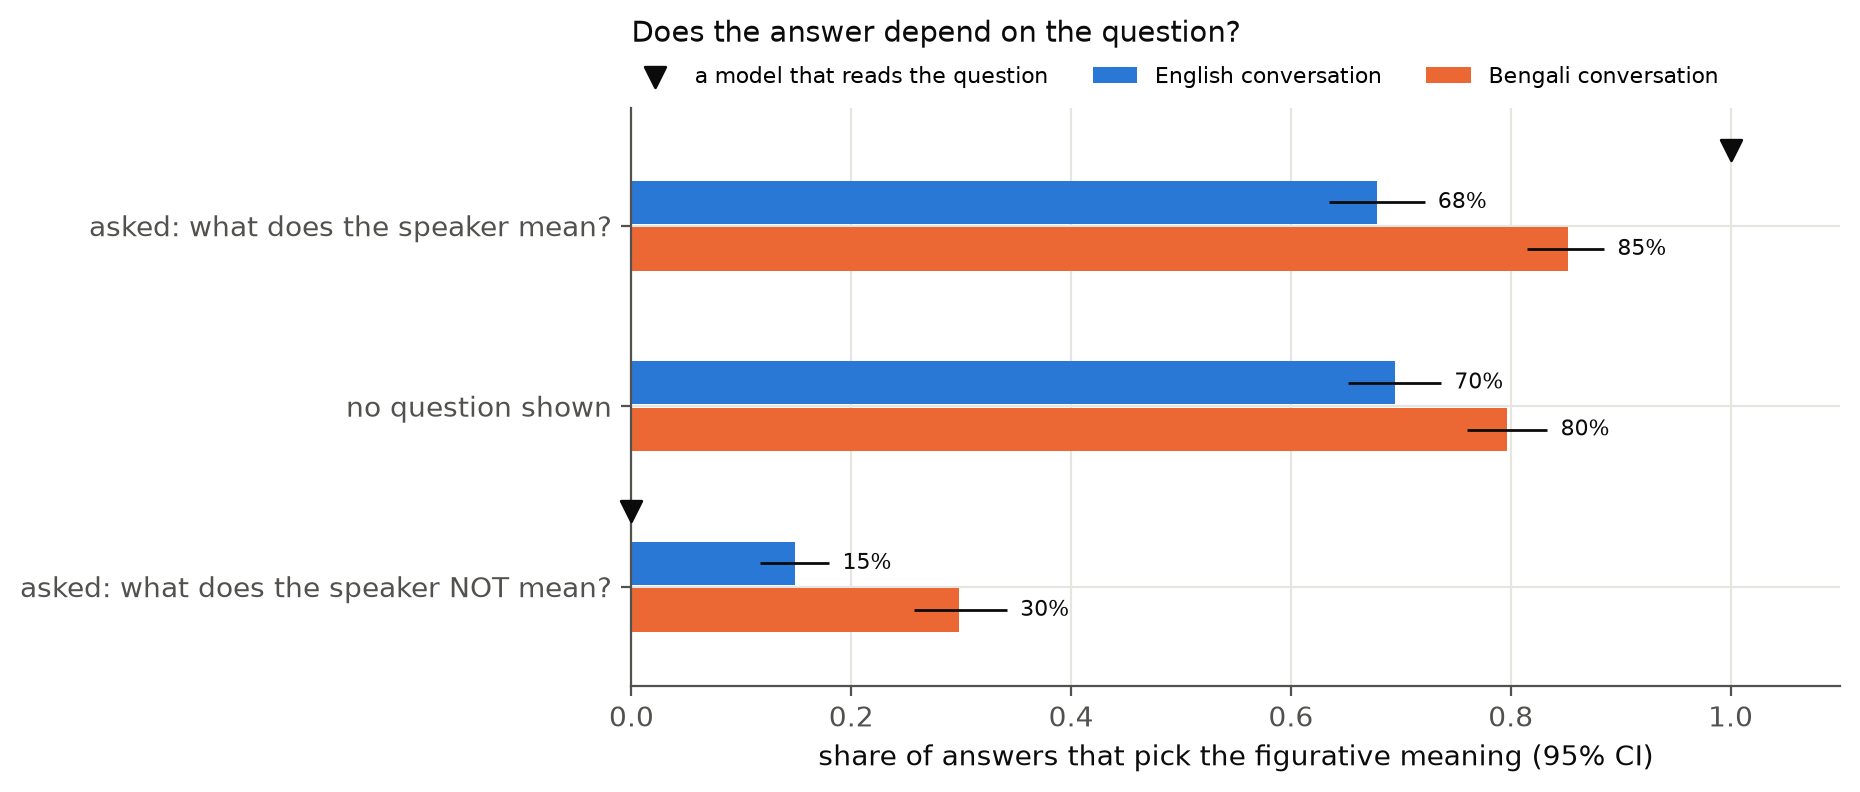 Does the answer depend on the question?
a model that reads the question English conversation Bengali conversation
asked: what does the speaker mean?
68%
85%
no question shown
70%
80%
asked: what does the speaker NOT mean?
15%
30%
0.0 0.2 0.4 0.6 0.8 1.0
share of answers that pick the figurative meaning (95% CI)